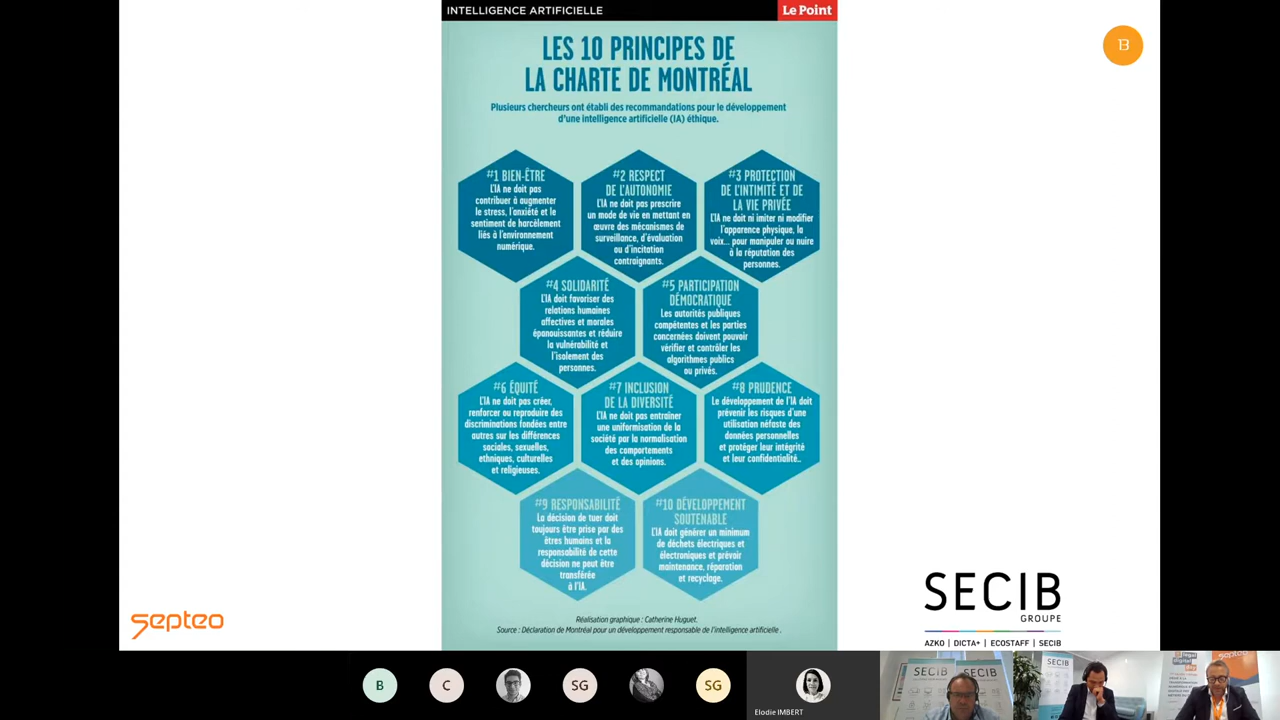 INTELLIGENCE ARTIFICIELLE
Le Point
B
LES 10 PRINCIPES DE
LA CHARTE DE MONTRÉAL
Plusieurs chercheurs ont établi des recommandations pour le développement
d'une intelligence artificielle (IA) éthique.
#1 BIEN-ÊTRE
L'IA ne doit pas
contribuer à augmenter
le stress, l'anxiété et le
sentiment de harcèlement
liés à l'environnement
numérique.
#2 RESPECT
DE L'AUTONOMIE
L'IA ne doit pas prescrire
un mode de vie en mettant en
œuvre des mécanismes de
surveillance, d'évaluation
ou d'incitation
contraignants.
#3 PROTECTION
DE L'INTIMITÉ ET DE
LA VIE PRIVÉE
L'IA ne doit ni imiter ni modifier
l'apparence physique, la
voix... pour manipuler ou nuire
à la réputation des
personnes.
#4 SOLIDARITÉ
L'IA doit favoriser des
relations humaines
affectives et morales
épanouissantes et réduire
la vulnérabilité et
l'isolement des
personnes.
#5 PARTICIPATION
DÉMOCRATIQUE
Les autorités publiques
compétentes et les parties
concernées doivent pouvoir
vérifier et contrôler les
algorithmes publics
ou privés.
#6 ÉQUITÉ
L'IA ne doit pas créer,
renforcer ou reproduire des
discriminations fondées entre
autres sur les différences
sociales, sexuelles,
ethniques, culturelles
et religieuses.
#7 INCLUSION
DE LA DIVERSITÉ
L'IA ne doit pas entraîner
une uniformisation de la
société par la normalisation
des comportements
et des opinions.
#8 PRUDENCE
Le développement de l'IA doit
prévenir les risques d'une
utilisation néfaste des
données personnelles
et protéger leur intégrité
et leur confidentialité..
#9 RESPONSABILITÉ
La décision de tuer doit
toujours être prise par des
êtres humains et la
responsabilité de cette
décision ne peut être
transférée
à l'IA.
#10 DÉVELOPPEMENT
SOUTENABLE
L'IA doit générer un minimum
de déchets électriques et
électroniques et prévoir
maintenance, réparation
et recyclage.
Réalisation graphique : Catherine Huguet.
Source : Déclaration de Montréal pour un développement responsable de l'intelligence artificielle .
septeo
SECIB
GROUPE
AZKO | DICTA+ | ECOSTAFF | SECIB
B
C
SG
SG
Elodie IMBERT
SECIB
SECIB
SECIB
septeo